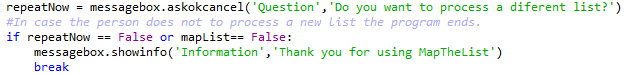 repeatNow = messagebox.askokcancel('Question','Do you want to process a diferent list?')
#In case the person does not to process a new list the program ends.
if repeatNow == False or mapList== False:
    messagebox.showinfo('Information','Thank you for using MapTheList')
    break